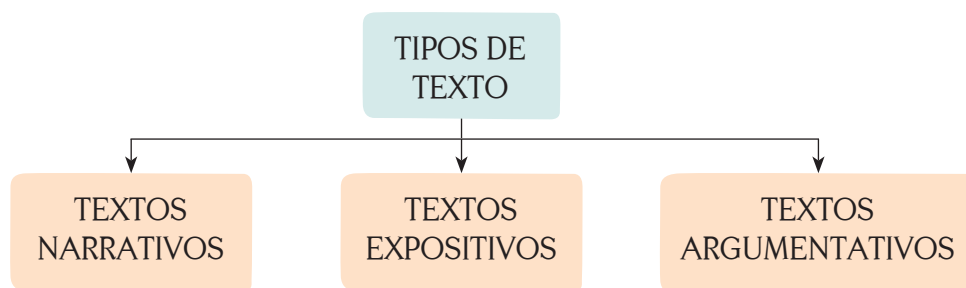 TIPOS DE
TEXTO
TEXTOS
NARRATIVOS
TEXTOS
EXPOSITIVOS
TEXTOS
ARGUMENTATIVOS